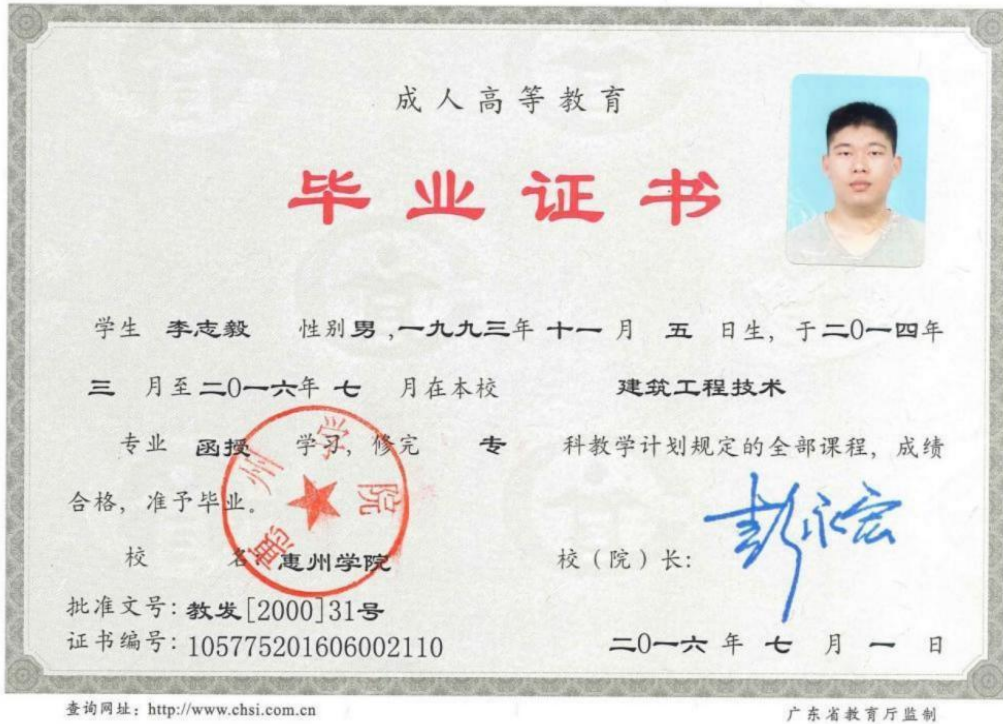 成人高等教育
毕业证书
学生 李志毅 性别男,一九九三年 十一 月 五 日生, 于二0一四年
三 月至二0一六年 七 月在本校 建筑工程技术
专业 函授 学习, 修完 专 科教学计划规定的全部课程, 成绩
合格, 准予毕业。
校 名: 惠州学院 校(院)长: 彭永宏
批准文号: 教发[2000]31号
证书编号: 105775201606002110 二0一六年 七 月 一 日
惠州学院
查询网址: http://www.chsi.com.cn 广东省教育厅监制